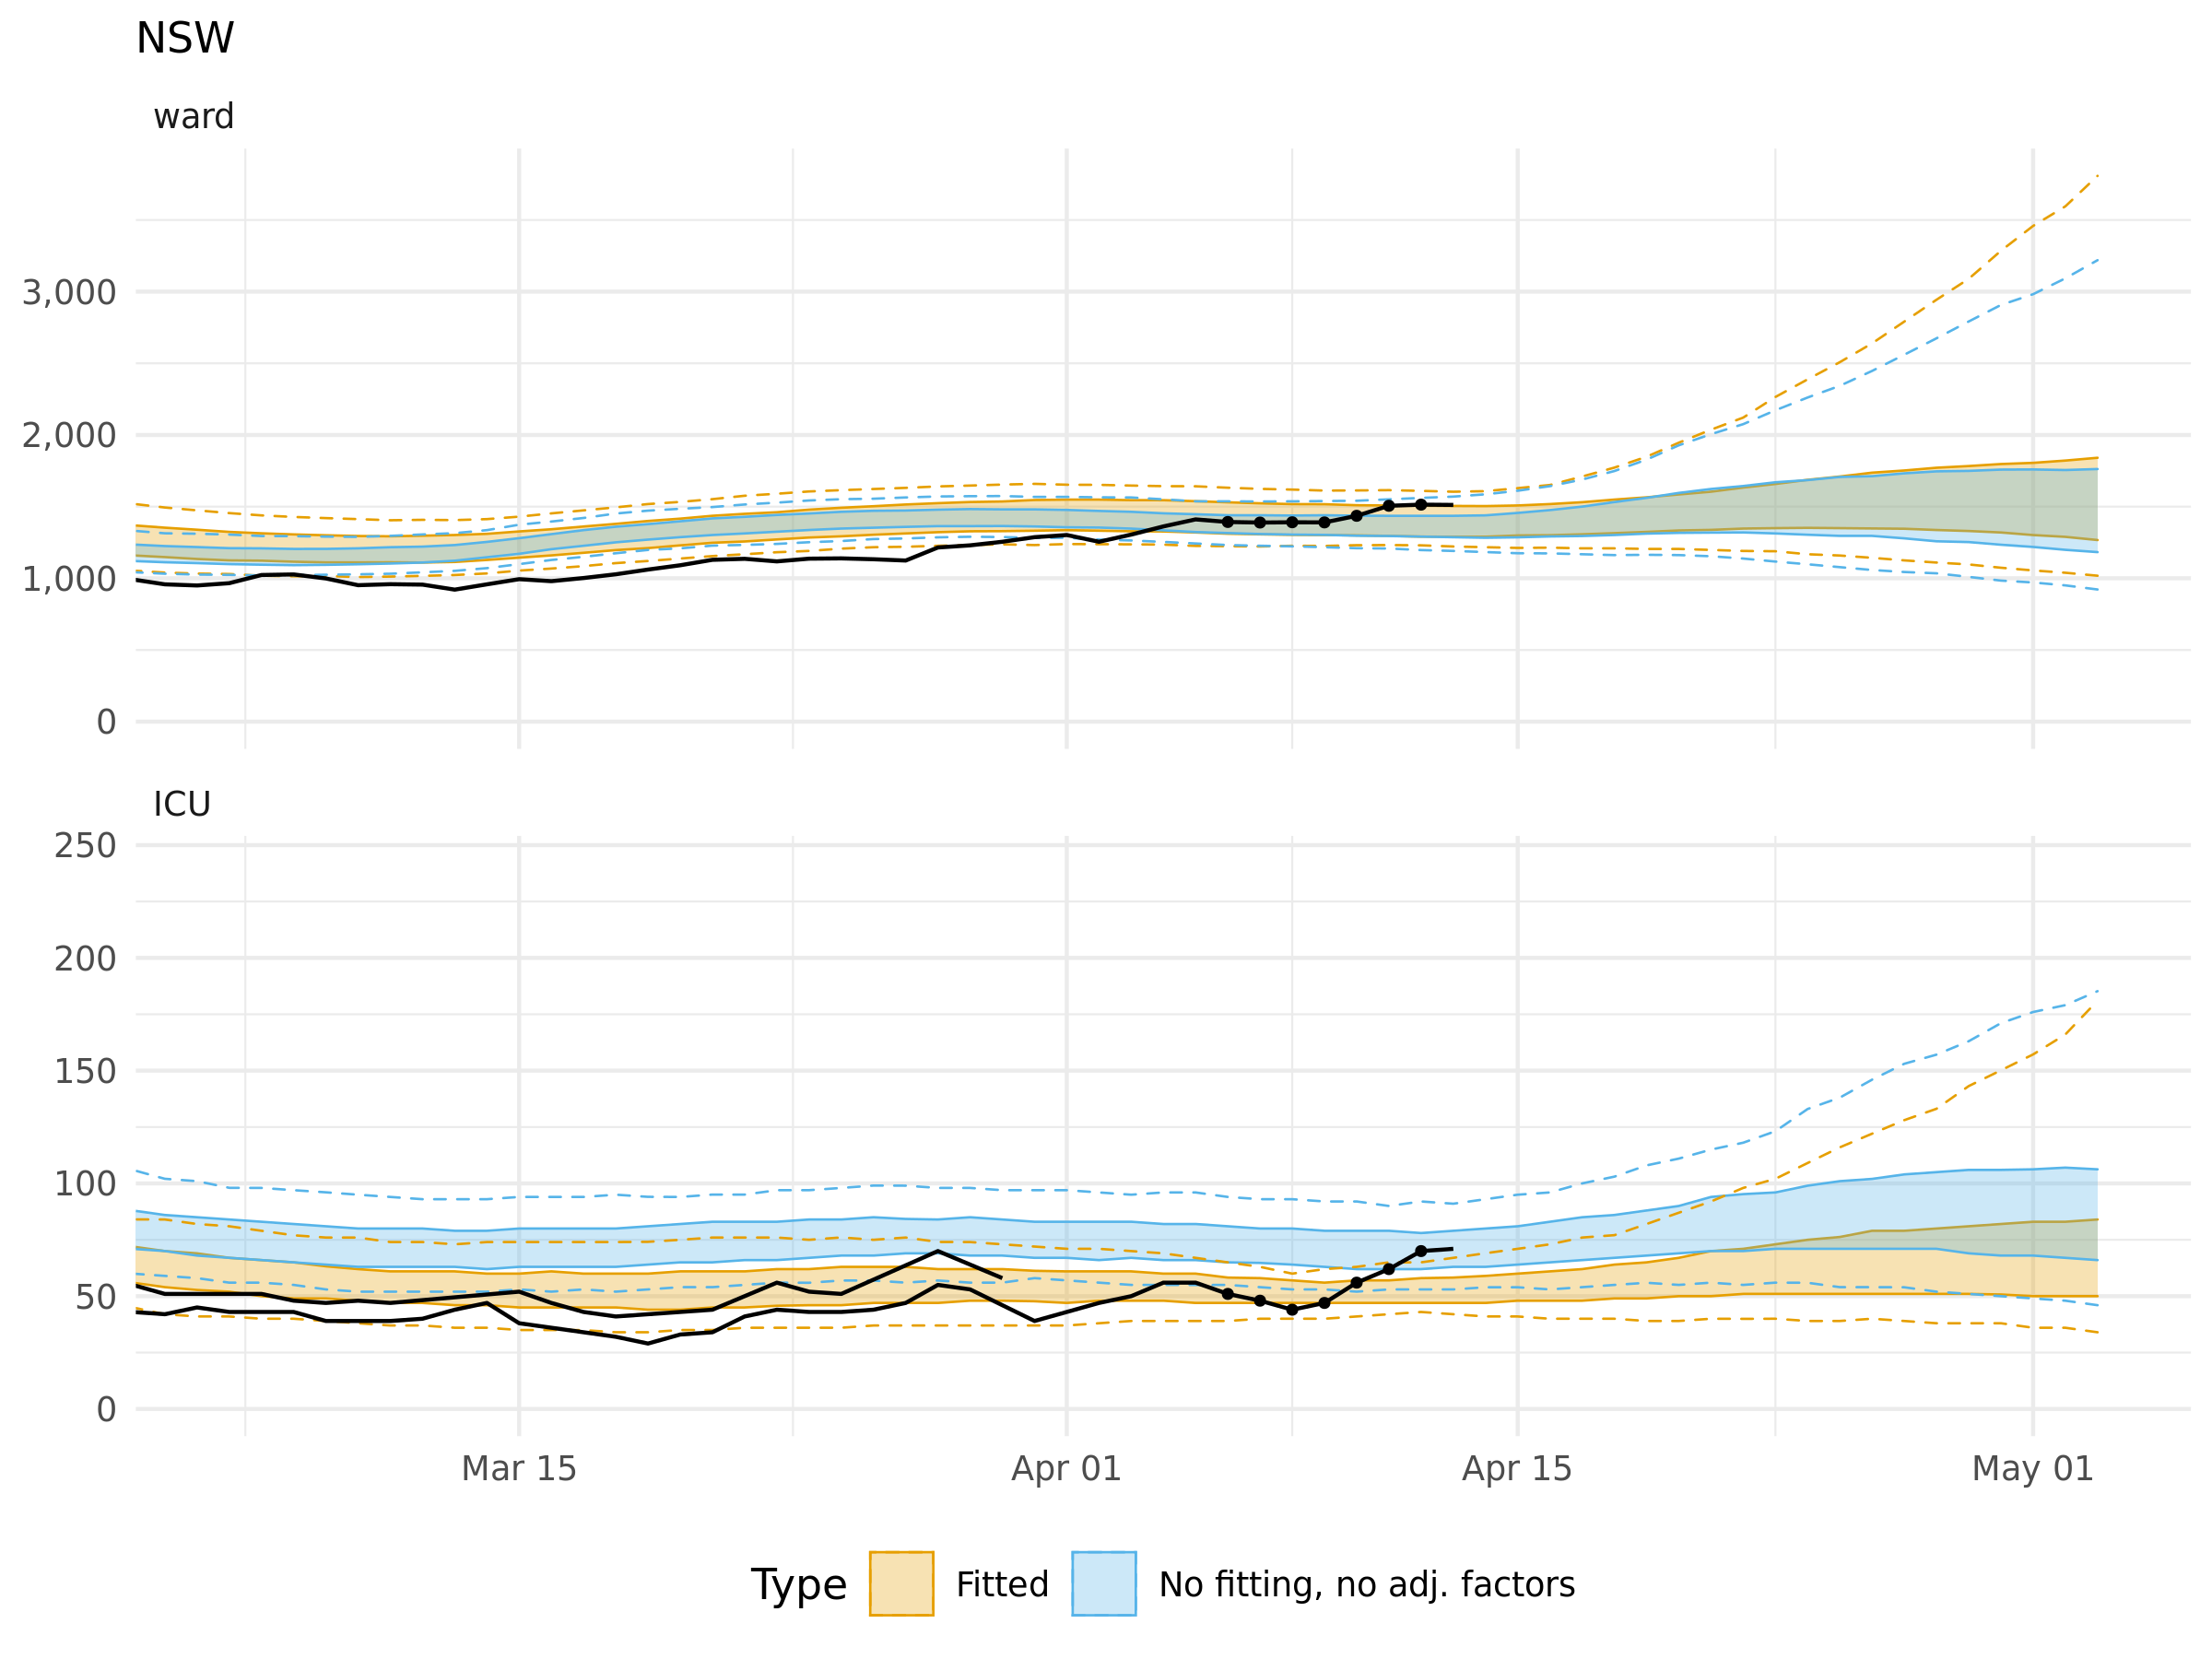 NSW
ward
3,000
2,000
1,000
0
ICU
250
200
150
100
50
0
Mar 15 Apr 01 Apr 15 May 01
Type Fitted No fitting, no adj. factors